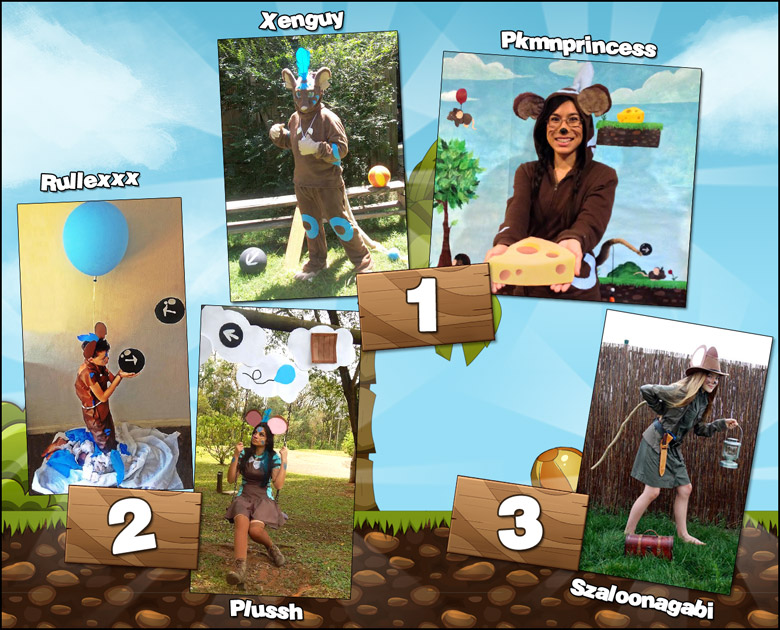 Xenguy
Pkmnprincess
Rullexxx
1
2
3
Plussh
Szaloonagabi